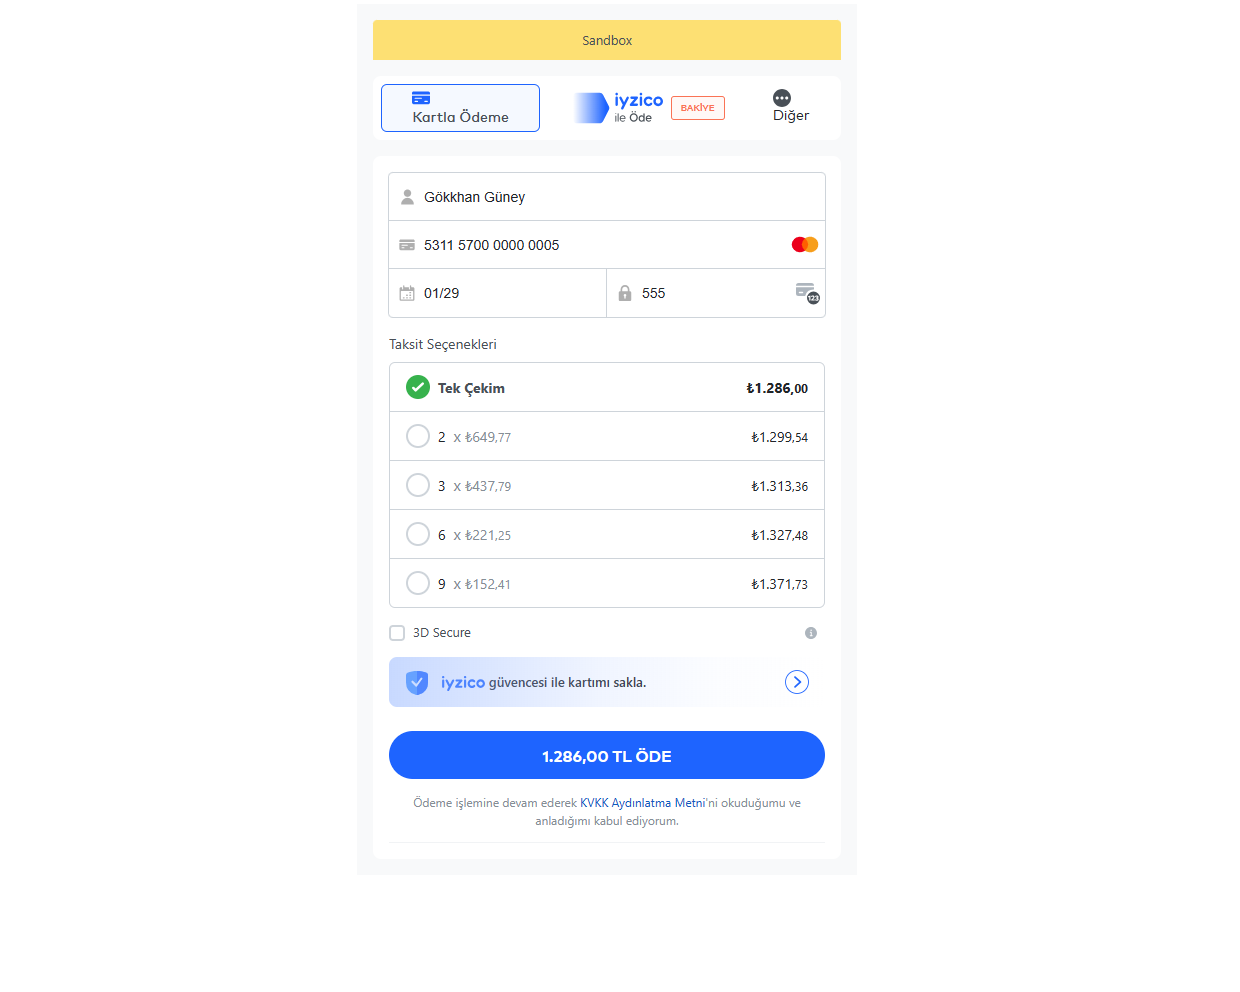 Sandbox
Kartla Ödeme
iyzico
ile Öde
BAKİYE
Diğer
Gökkhan Güney
5311 5700 0000 0005
01/29
555
123
Taksit Seçenekleri
Tek Çekim ₺1.286,00
2 x ₺649,77 ₺1.299,54
3 x ₺437,79 ₺1.313,36
6 x ₺221,25 ₺1.327,48
9 x ₺152,41 ₺1.371,73
3D Secure
iyzico güvencesi ile kartımı sakla.
1.286,00 TL ÖDE
Ödeme işlemine devam ederek KVKK Aydınlatma Metni'ni okuduğumu ve
anladığımı kabul ediyorum.